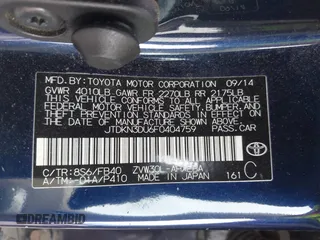 MFD.BY:TOYOTA MOTOR CORPORATION 09/14
GVWR 4010LB GAWR FR 2270LB RR 2175LB
THIS VEHICLE CONFORMS TO ALL APPLICABLE
FEDERAL MOTOR VEHICLE SAFETY, BUMPER,
AND THEFT PREVENTION STANDARDS IN EFFECT
ON THE DATE OF MANUFACTURE SHOWN ABOVE.
JTDKN3DU6F0404759 PASS.CAR
C/TR:8S6/FB40
A/TM:-01A/P410 MADE IN JAPAN 161 C
DREAMBID